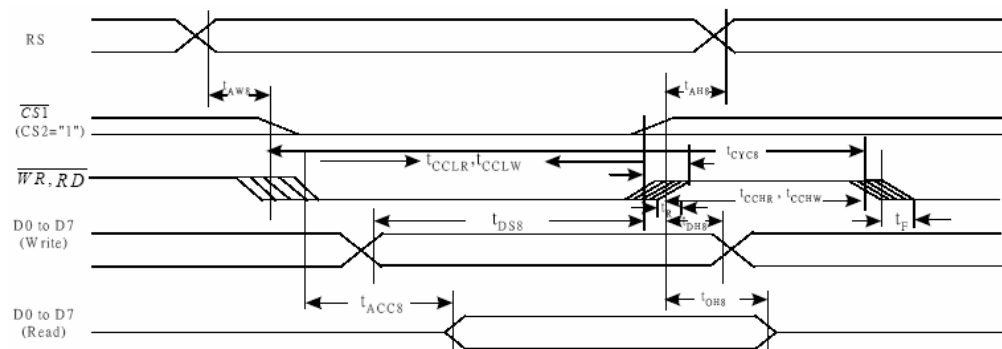 RS
tAW8
tAH8
CS1
(CS2="1")
tCYC8
tCCLR,tCCLW
WR, RD
tCCHR , tCCHW
tR
tDH8
tF
D0 to D7
(Write)
tDS8
tACC8
tOH8
D0 to D7
(Read)